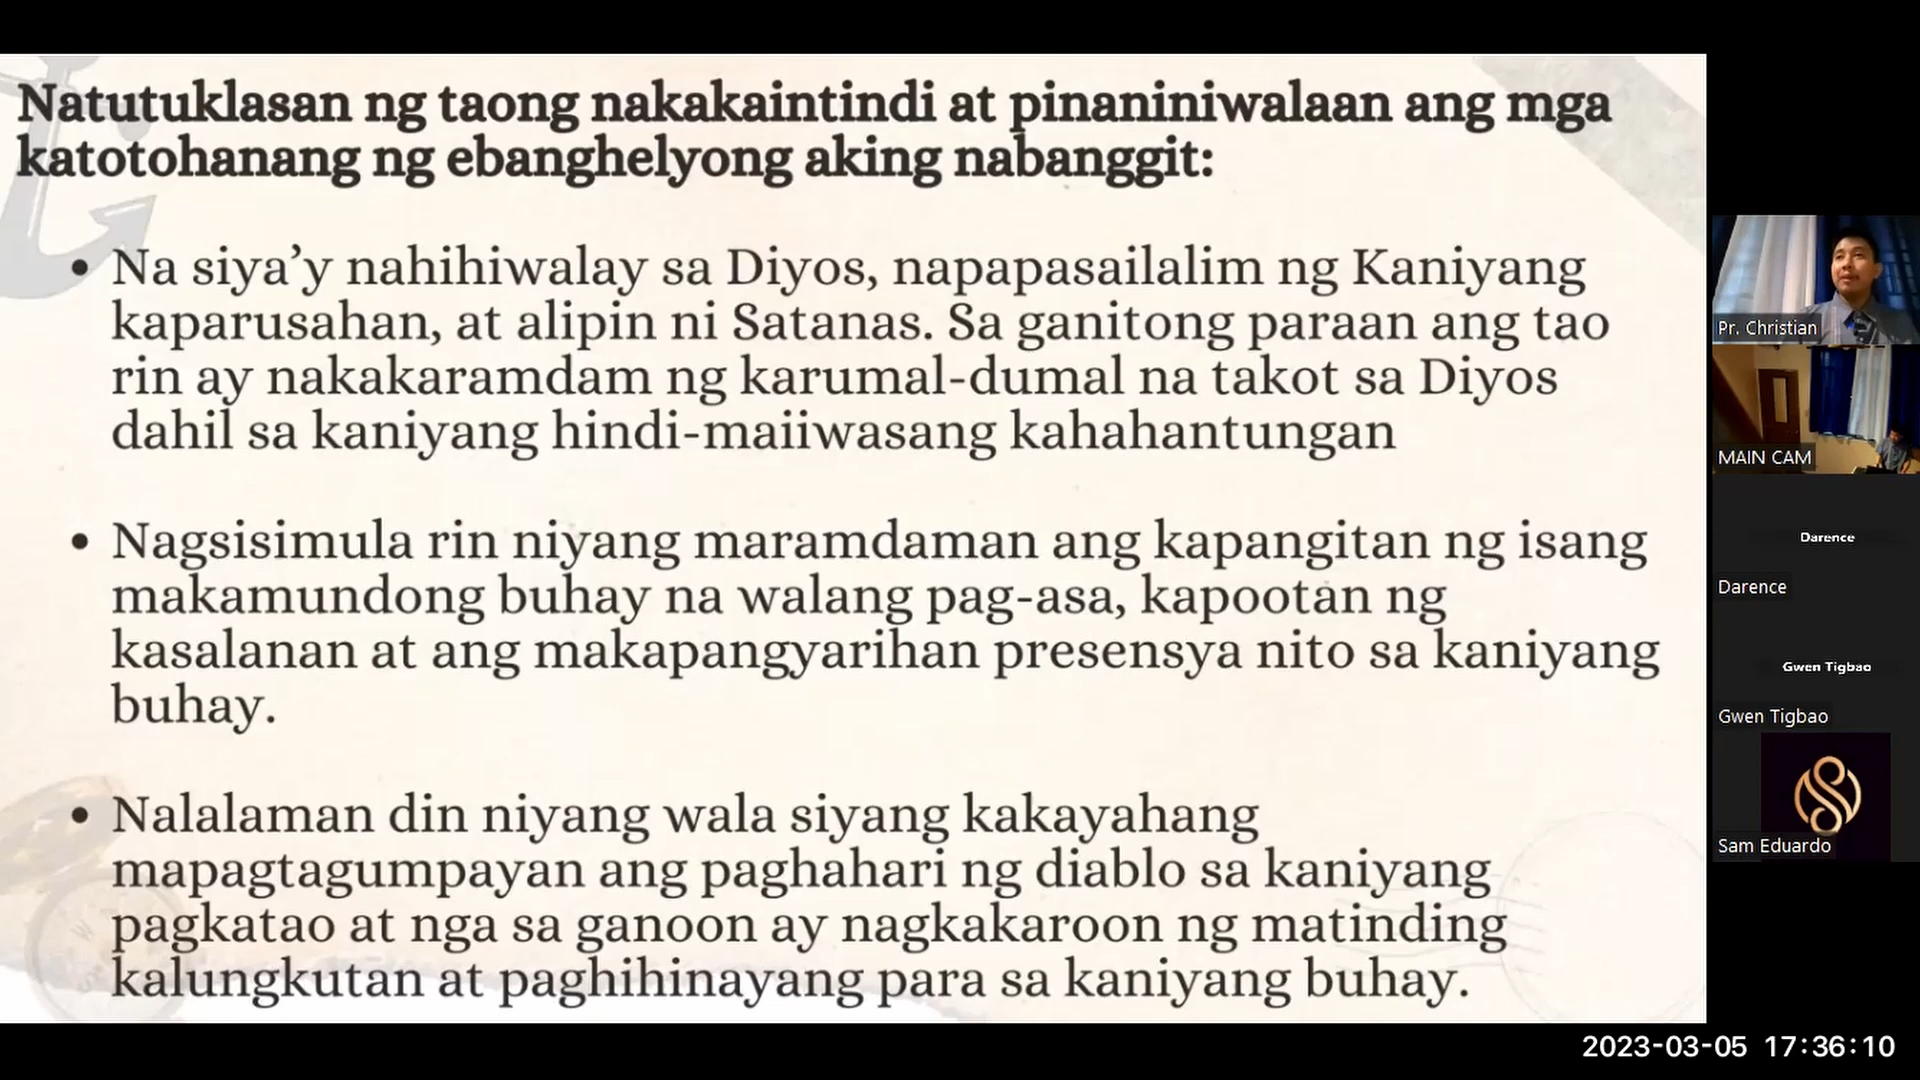 Natutuklasan ng taong nakakaintindi at pinaniniwalaan ang mga
katotohanang ng ebanghelyong aking nabanggit:
• Na siya’y nahihiwalay sa Diyos, napapasailalim ng Kaniyang
kaparusahan, at alipin ni Satanas. Sa ganitong paraan ang tao
rin ay nakakaramdam ng karumal-dumal na takot sa Diyos
dahil sa kaniyang hindi-maiiwasang kahahantungan
• Nagsisimula rin niyang maramdaman ang kapangitan ng isang
makamundong buhay na walang pag-asa, kapootan ng
kasalanan at ang makapangyarihan presensya nito sa kaniyang
buhay.
• Nalalaman din niyang wala siyang kakayahang
mapagtagumpayan ang paghahari ng diablo sa kaniyang
pagkatao at nga sa ganoon ay nagkakaroon ng matinding
kalungkutan at paghihinayang para sa kaniyang buhay.
Pr. Christian
MAIN CAM
Darence
Darence
Gwen Tigbao
Gwen Tigbao
Sam Eduardo
2023-03-05 17:36:10